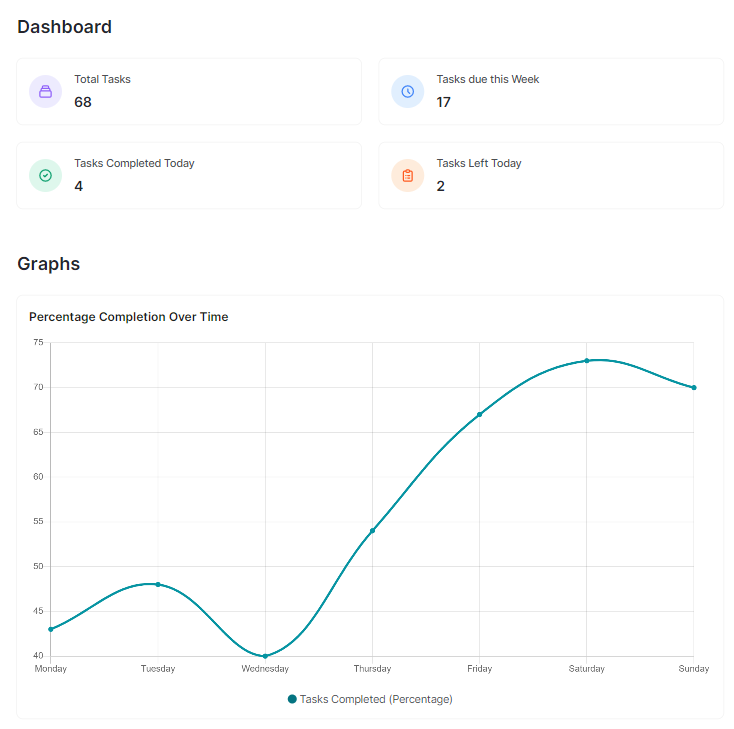 Dashboard
Total Tasks
68
Tasks due this Week
17
Tasks Completed Today
4
Tasks Left Today
2
Graphs
Percentage Completion Over Time
75
70
65
60
55
50
45
40
Monday Tuesday Wednesday Thursday Friday Saturday Sunday
Tasks Completed (Percentage)